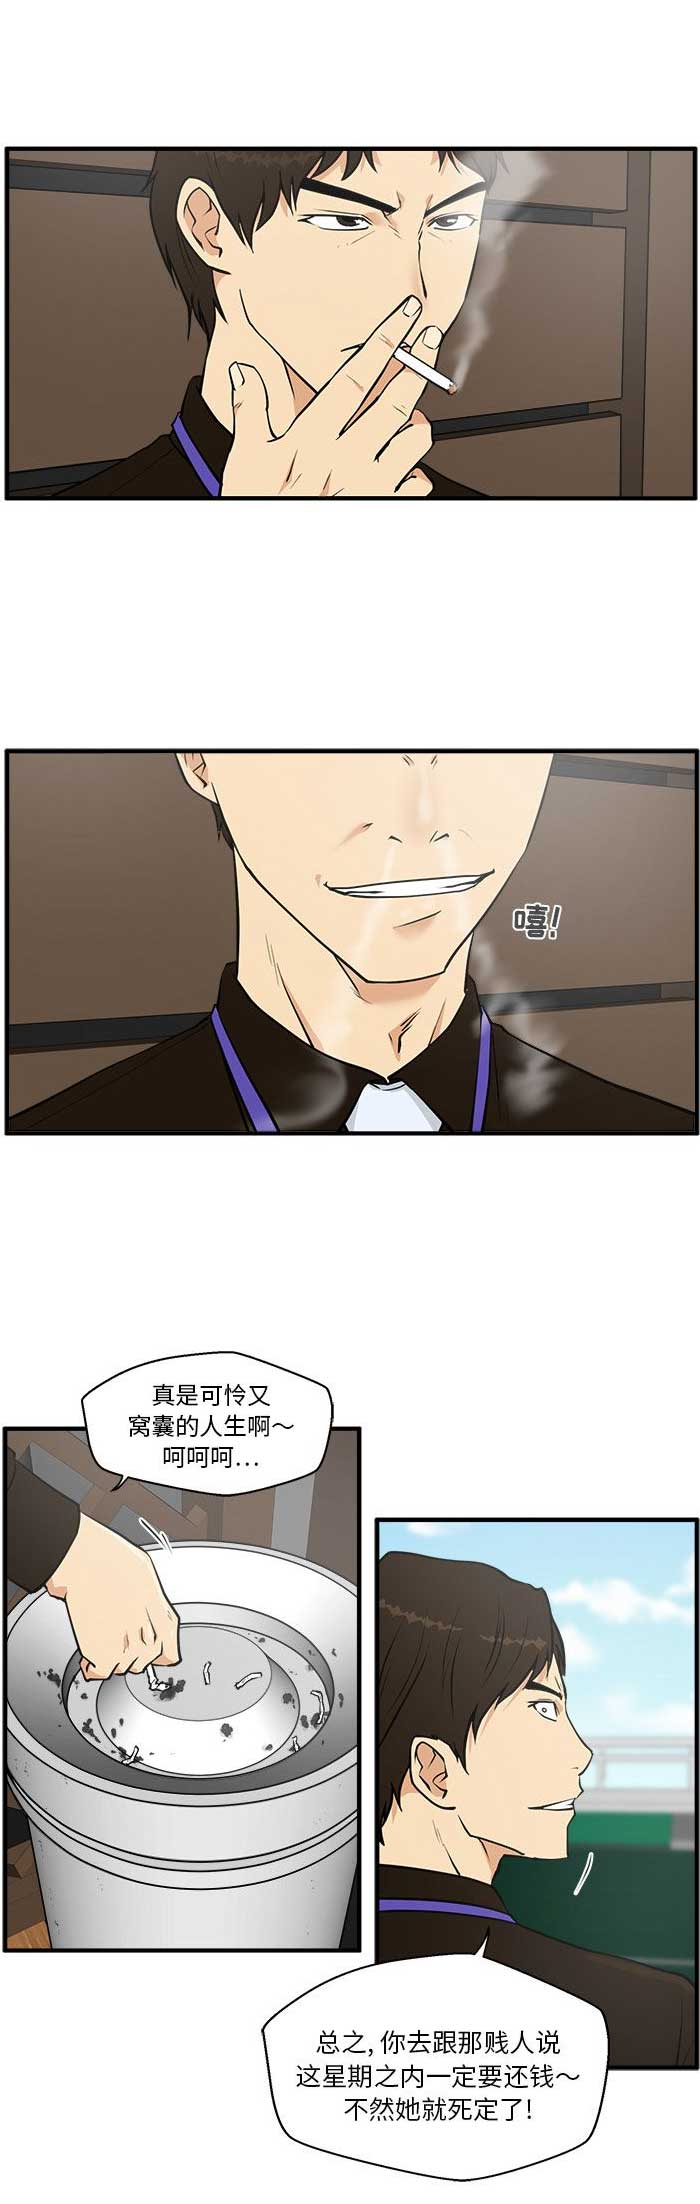 嘻!
真是可怜又
窝囊的人生啊～
呵呵呵...
总之,你去跟那贱人说
这星期之内一定要还钱～
不然她就死定了!